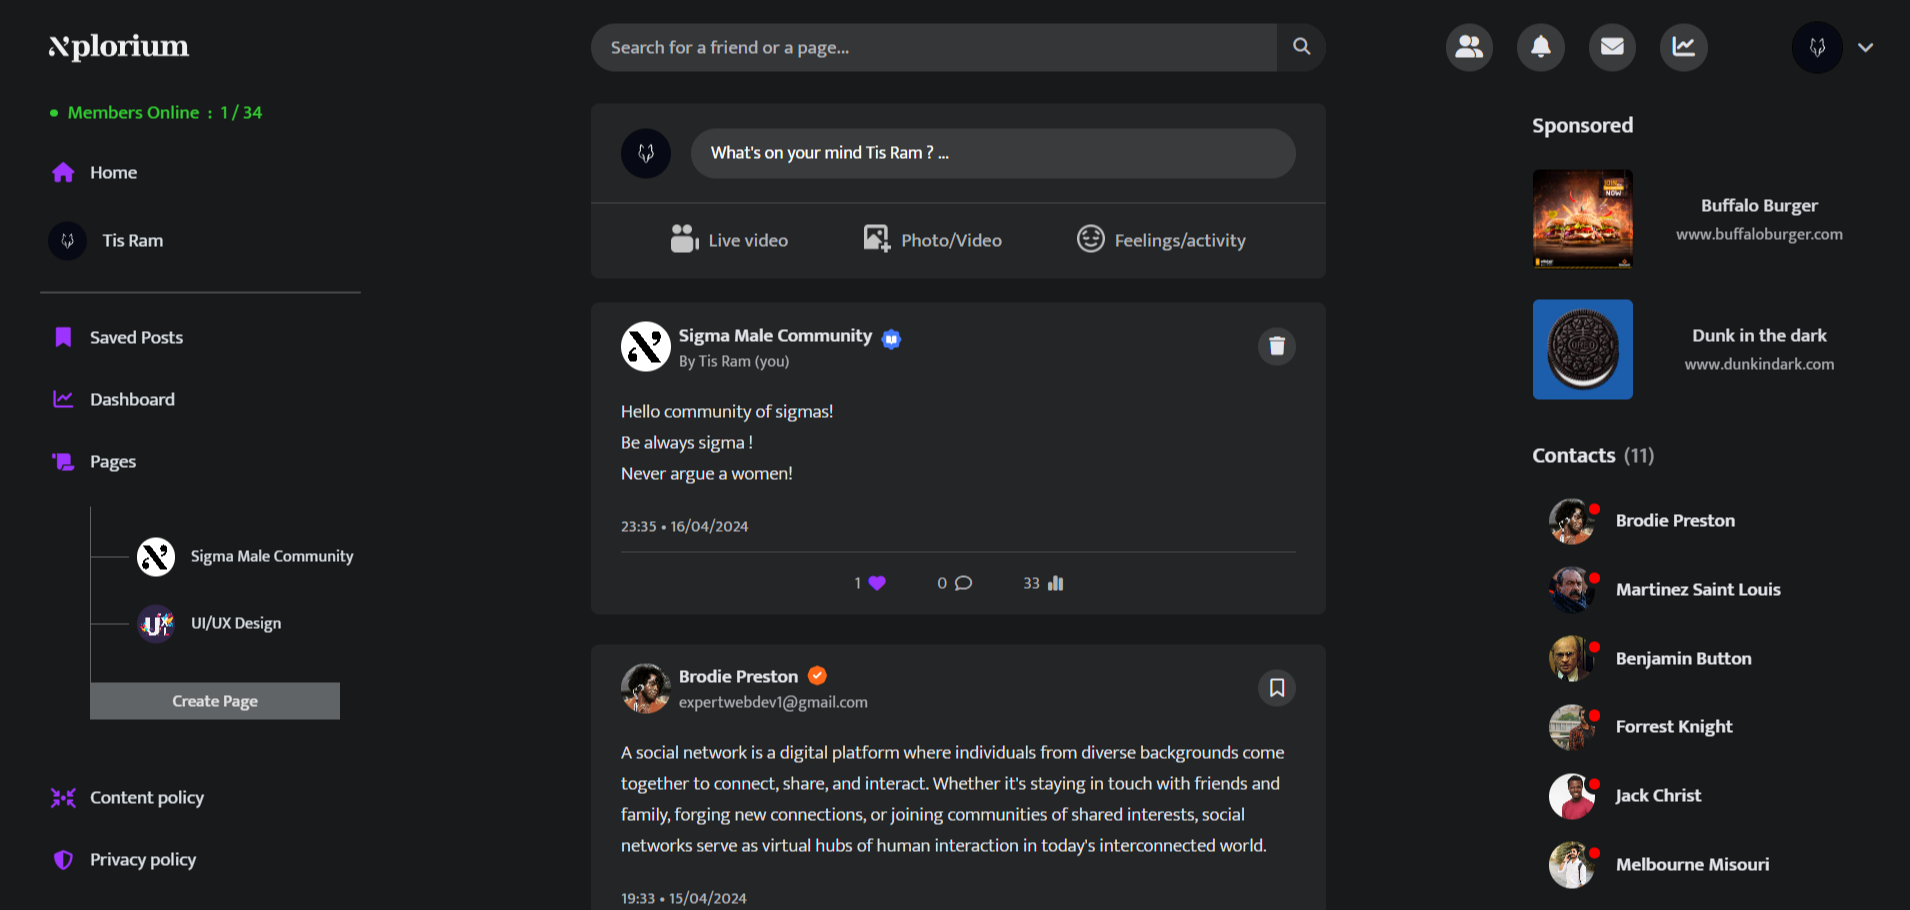 xplorium
Search for a friend or a page...
Members Online : 1 / 34
Home
Tis Ram
Saved Posts
Dashboard
Pages
Sigma Male Community
UI/UX Design
Create Page
Content policy
Privacy policy
What's on your mind Tis Ram ? ...
Live video
Photo/Video
Feelings/activity
Sigma Male Community
By Tis Ram (you)
Hello community of sigmas!
Be always sigma !
Never argue a women!
23:35 • 16/04/2024
1
0
33
Brodie Preston
expertwebdev1@gmail.com
A social network is a digital platform where individuals from diverse backgrounds come
together to connect, share, and interact. Whether it's staying in touch with friends and
family, forging new connections, or joining communities of shared interests, social
networks serve as virtual hubs of human interaction in today's interconnected world.
19:33 • 15/04/2024
Sponsored
NOW
Buffalo Burger
www.buffaloburger.com
OREO
Dunk in the dark
www.dunkindark.com
Contacts (11)
Brodie Preston
Martinez Saint Louis
Benjamin Button
Forrest Knight
Jack Christ
Melbourne Misouri